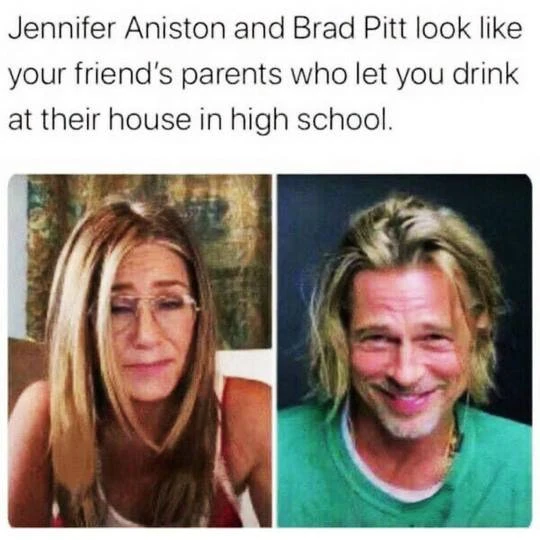 Jennifer Aniston and Brad Pitt look like
your friend's parents who let you drink
at their house in high school.